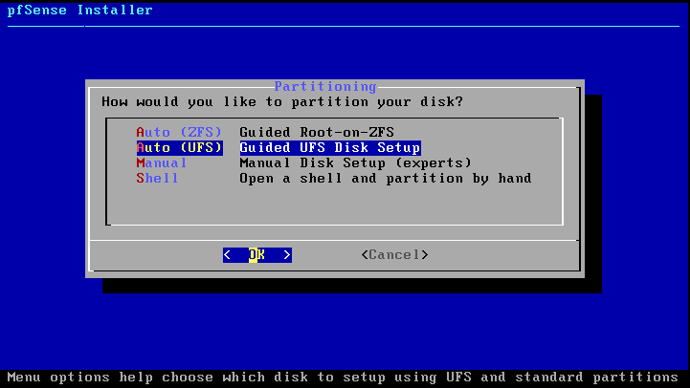 pfSense Installer
Partitioning
How would you like to partition your disk?
Auto (ZFS) Guided Root-on-ZFS
Auto (UFS) Guided UFS Disk Setup
Manual Manual Disk Setup (experts)
Shell Open a shell and partition by hand
< OK > <Cancel>
Menu options help choose which disk to setup using UFS and standard partitions